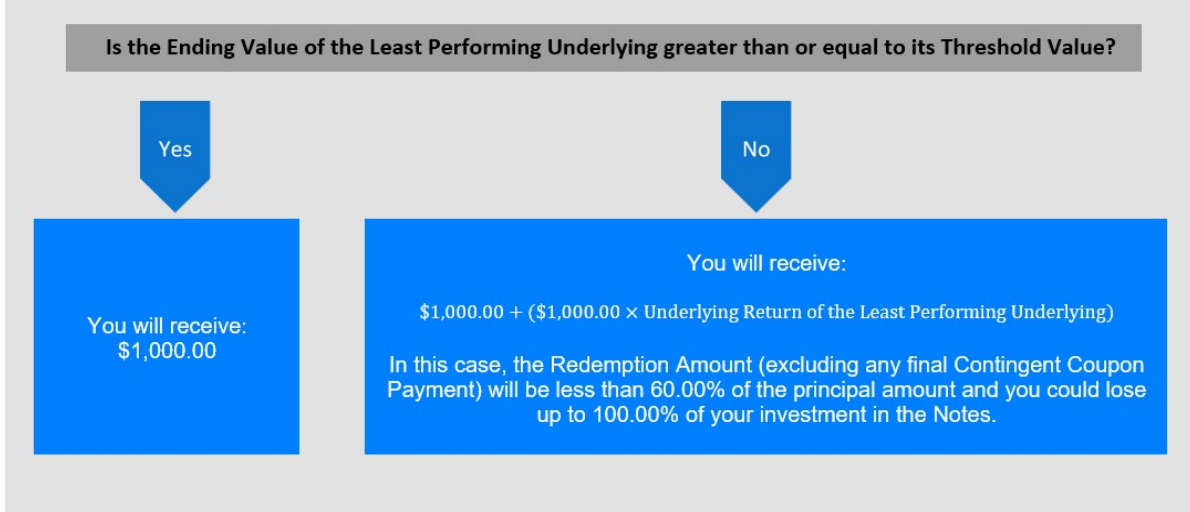 Is the Ending Value of the Least Performing Underlying greater than or equal to its Threshold Value?
Yes
No
You will receive:
$1,000.00
You will receive:
$1,000.00 + ($1,000.00 × Underlying Return of the Least Performing Underlying)
In this case, the Redemption Amount (excluding any final Contingent Coupon
Payment) will be less than 60.00% of the principal amount and you could lose
up to 100.00% of your investment in the Notes.